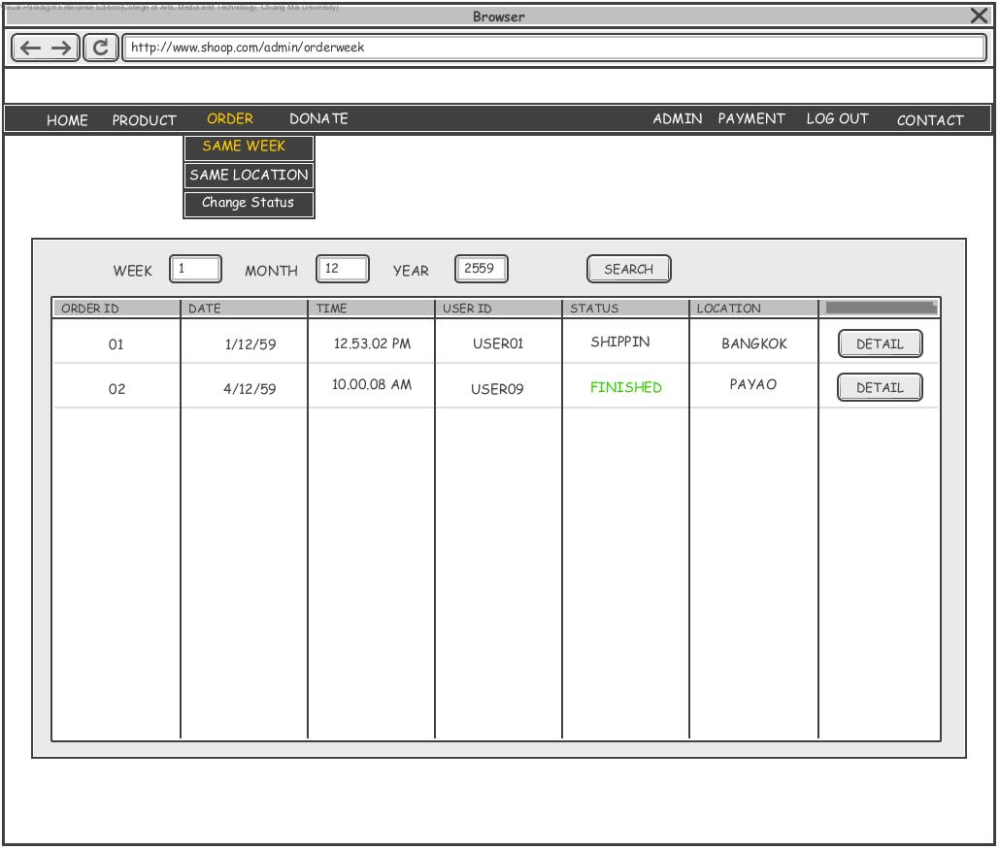 Visual Paradigm Enterprise Edition(College of Arts, Media and Technology, Chiang Mai University)
Browser
http://www.shoop.com/admin/orderweek
HOME PRODUCT ORDER DONATE ADMIN PAYMENT LOG OUT CONTACT
SAME WEEK
SAME LOCATION
Change Status
WEEK 1 MONTH 12 YEAR 2559 SEARCH
ORDER ID DATE TIME USER ID STATUS LOCATION
01 1/12/59 12.53.02 PM USER01 SHIPPIN BANGKOK DETAIL
02 4/12/59 10.00.08 AM USER09 FINISHED PAYAO DETAIL